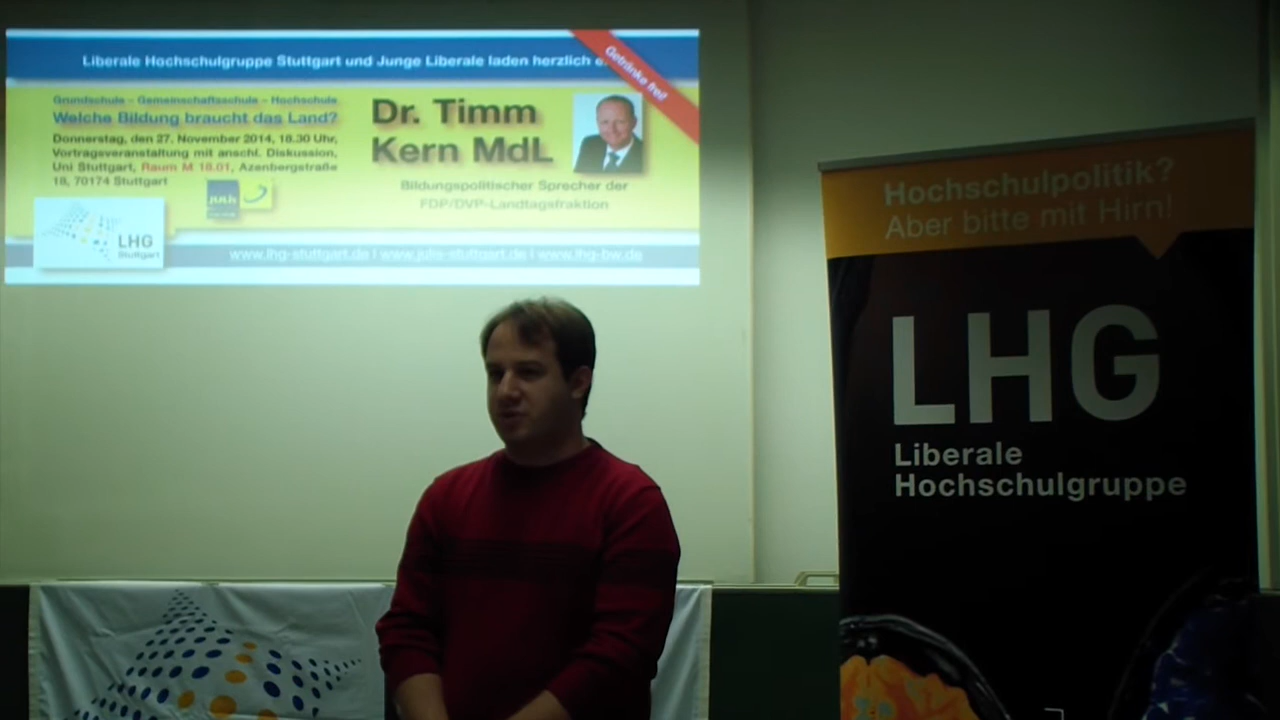 Liberale Hochschulgruppe Stuttgart und Junge Liberale laden herzlich
Getränke frei!
Grundschule – Gemeinschaftsschule – Hochschule
Welche Bildung braucht das Land?
Donnerstag, den 27. November 2014, 18.30 Uhr,
Vortragsveranstaltung mit anschl. Diskussion,
Uni Stuttgart, Raum M 18.01, Azenbergstraße
18, 70174 Stuttgart
Dr. Timm
Kern MdL
Bildungspolitischer Sprecher der
FDP/DVP-Landtagsfraktion
JuLis
LHG
Stuttgart
www.lhg-stuttgart.de | www.julis-stuttgart.de | www.lhg-bw.de
Hochschulpolitik?
Aber bitte mit Hirn!
LHG
Liberale
Hochschulgruppe